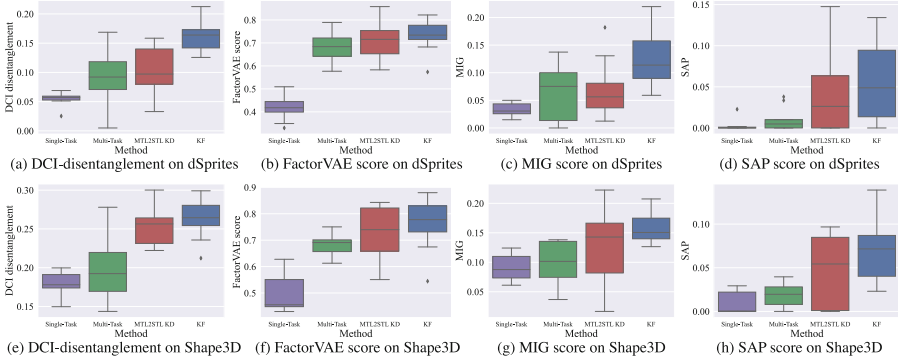 DCI disentanglement
0.20
0.15
0.10
0.05
0.00
Single-Task Multi-Task MTL2STL KD KF
Method
(a) DCI-disentanglement on dSprites
FactorVAE score
0.8
0.7
0.6
0.5
0.4
Single-Task Multi-Task MTL2STL KD KF
Method
(b) FactorVAE score on dSprites
MIG
0.20
0.15
0.10
0.05
0.00
Single-Task Multi-Task MTL2STL KD KF
Method
(c) MIG score on dSprites
SAP
0.15
0.10
0.05
0.00
Single-Task Multi-Task MTL2STL KD KF
Method
(d) SAP score on dSprites
DCI disentanglement
0.30
0.25
0.20
0.15
Single-Task Multi-Task MTL2STL KD KF
Method
(e) DCI-disentanglement on Shape3D
FactorVAE score
0.9
0.8
0.7
0.6
0.5
Single-Task Multi-Task MTL2STL KD KF
Method
(f) FactorVAE score on Shape3D
MIG
0.20
0.15
0.10
0.05
Single-Task Multi-Task MTL2STL KD KF
Method
(g) MIG score on Shape3D
SAP
0.10
0.05
0.00
Single-Task Multi-Task MTL2STL KD KF
Method
(h) SAP score on Shape3D